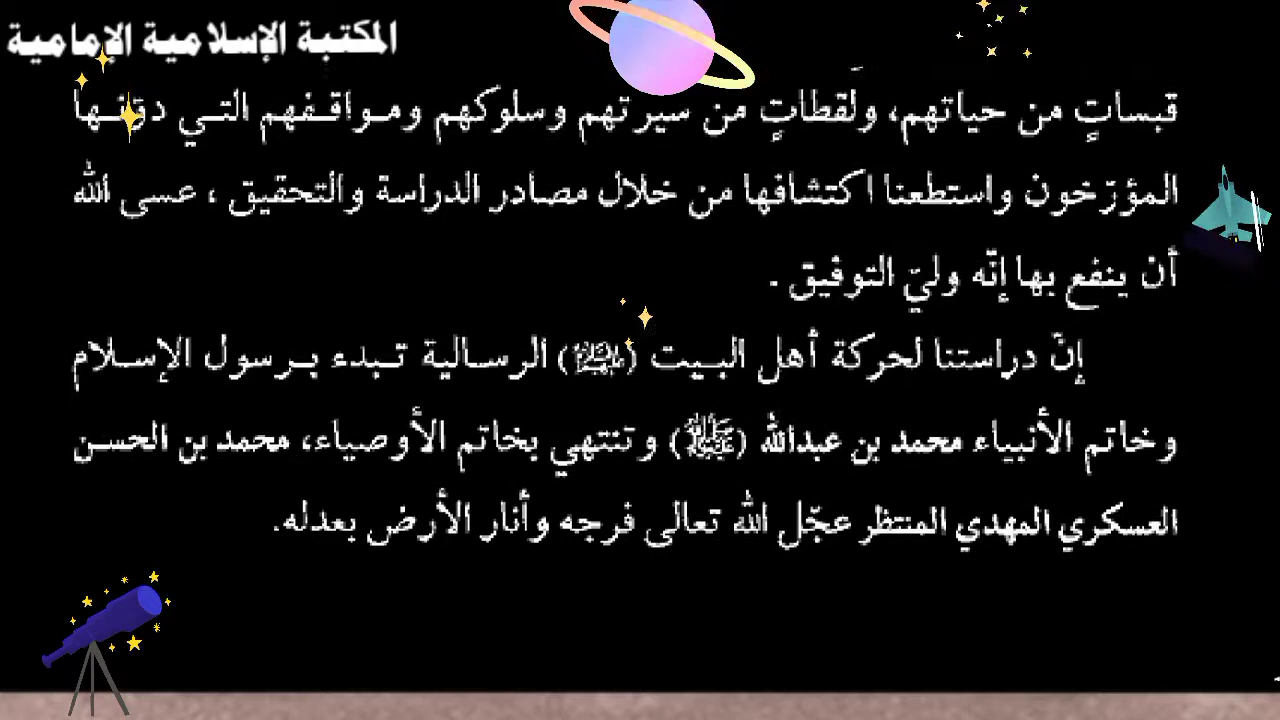 المكتبة الإسلامية الإمامية
قبساتٍ من حياتهم، ولقطاتٍ من سيرتهم وسلوكهم ومواقفهم التي دوّنها
المؤرّخون واستطعنا اكتشافها من خلال مصادر الدراسة والتحقيق ، عسى الله
أن ينفع بها إنّه وليّ التوفيق .
إنّ دراستنا لحركة أهل البيت () الرسالية تبدء برسول الإسلام
وخاتم الأنبياء محمد بن عبدالله (ﷺ) وتنتهي بخاتم الأوصياء، محمد بن الحسن
العسكري المهدي المنتظر عجّل الله تعالى فرجه وأنار الأرض بعدله.